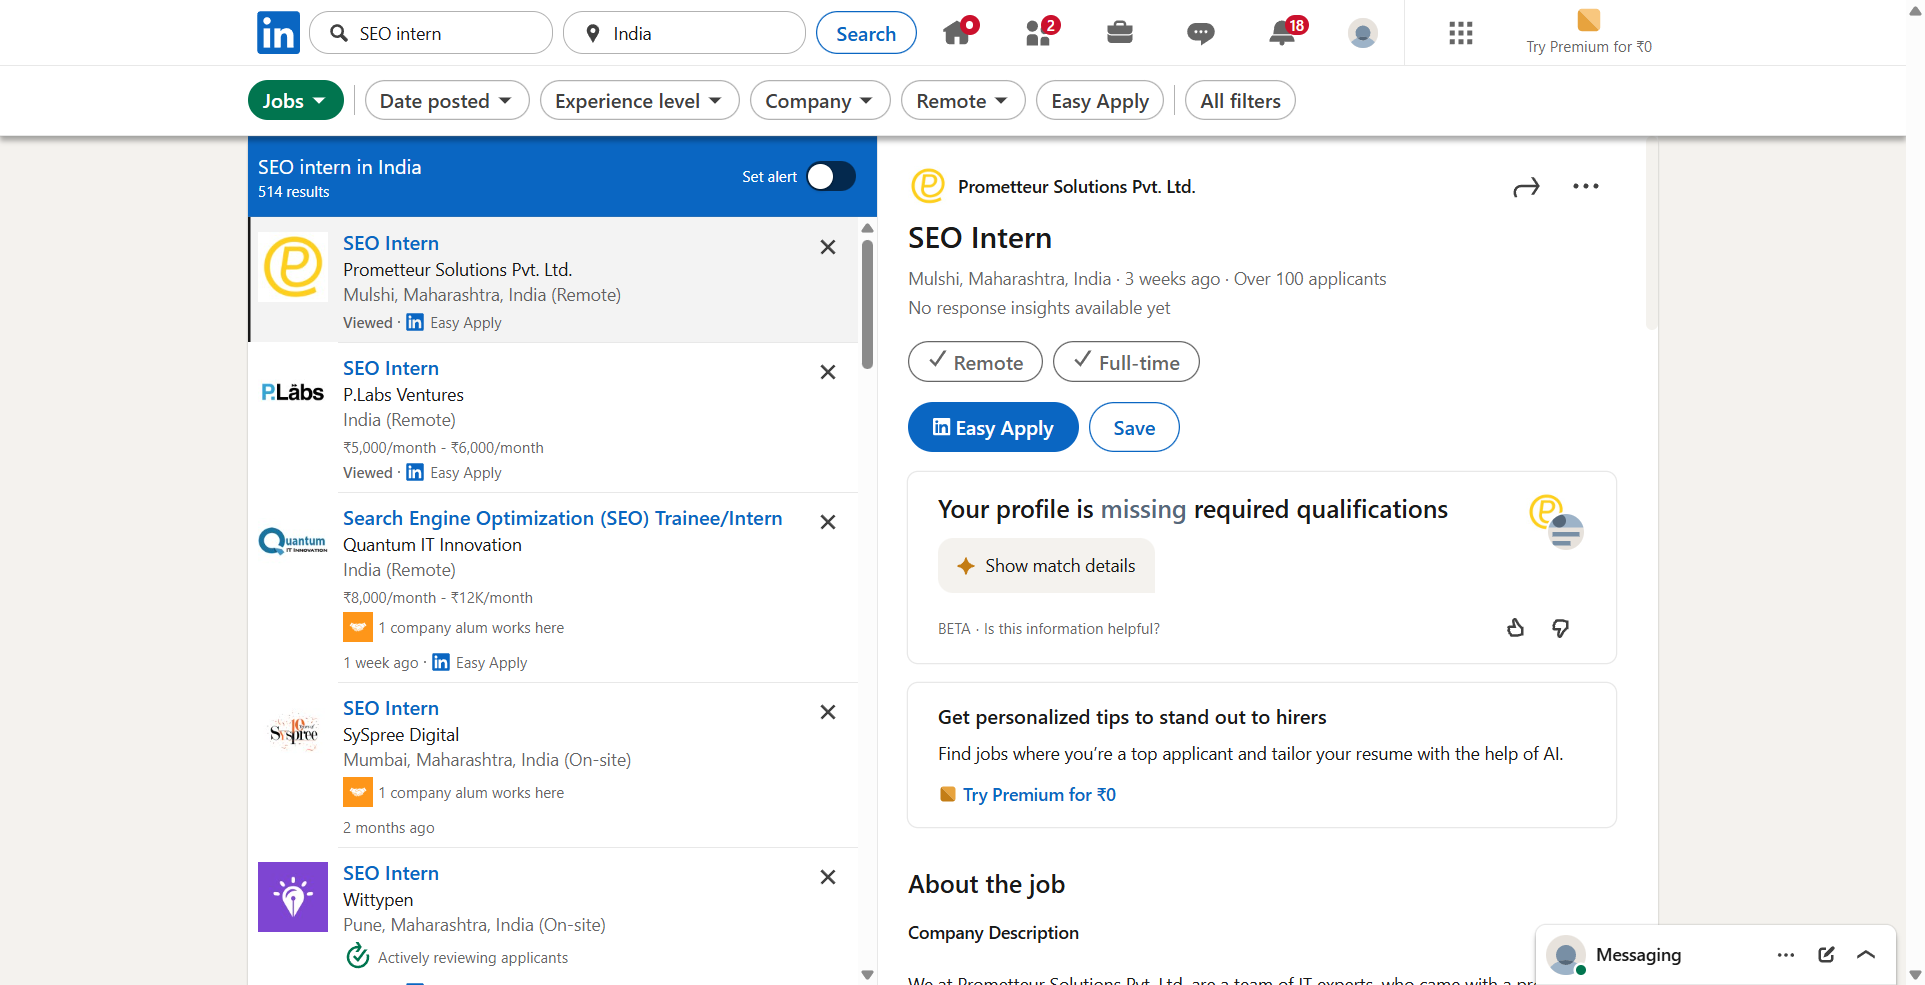 in
SEO intern
India
Search
2
18
Try Premium for ₹0
Jobs
Date posted
Experience level
Company
Remote
Easy Apply
All filters
SEO intern in India
514 results
Set alert
SEO Intern
Prometteur Solutions Pvt. Ltd.
Mulshi, Maharashtra, India (Remote)
Viewed · in Easy Apply
P.Läbs
SEO Intern
P.Labs Ventures
India (Remote)
₹5,000/month - ₹6,000/month
Viewed · in Easy Apply
Quantum
IT INNOVATION
Search Engine Optimization (SEO) Trainee/Intern
Quantum IT Innovation
India (Remote)
₹8,000/month - ₹12K/month
1 company alum works here
1 week ago · in Easy Apply
Syspree
SEO Intern
SySpree Digital
Mumbai, Maharashtra, India (On-site)
1 company alum works here
2 months ago
SEO Intern
Wittypen
Pune, Maharashtra, India (On-site)
Actively reviewing applicants
Prometteur Solutions Pvt. Ltd.
SEO Intern
Mulshi, Maharashtra, India · 3 weeks ago · Over 100 applicants
No response insights available yet
Remote
Full-time
in Easy Apply
Save
Your profile is missing required qualifications
Show match details
BETA · Is this information helpful?
Get personalized tips to stand out to hirers
Find jobs where you’re a top applicant and tailor your resume with the help of AI.
Try Premium for ₹0
About the job
Company Description
We at Prometteur Solutions Pvt. Ltd. are a team of IT experts, who came with a
Messaging